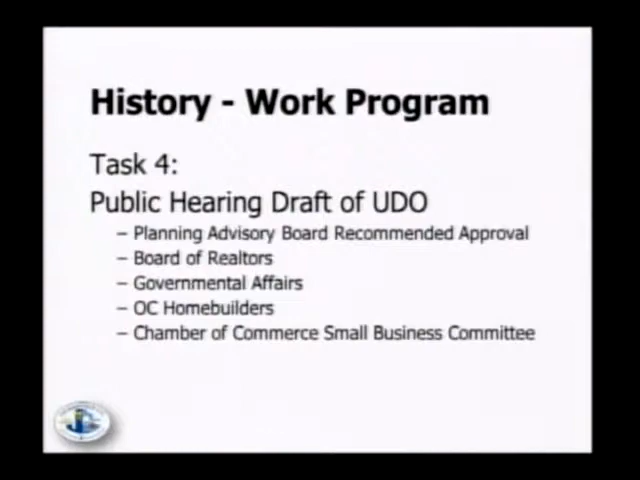 History - Work Program
Task 4:
Public Hearing Draft of UDO
– Planning Advisory Board Recommended Approval
– Board of Realtors
– Governmental Affairs
– OC Homebuilders
– Chamber of Commerce Small Business Committee